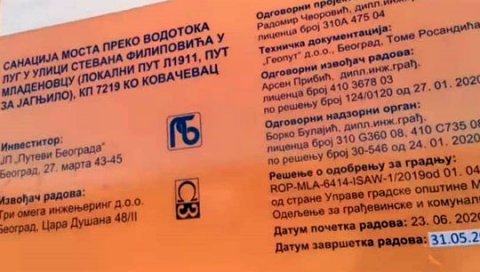 САНАЦИЈА МОСТА ПРЕКО ВОДОТОКА
ЛУГ У УЛИЦИ СТЕВАНА ФИЛИПОВИЋА У
МЛАДЕНОВЦУ (ЛОКАЛНИ ПУТ Л1911, ПУТ
ЗА ЈАГЊИЛО), КП 7219 КО КОВАЧЕВАЦ
Инвеститор:
ЈП „Путеви Београда"
Београд, 27. марта 43-45
Извођач радова:
Три омега инжењеринг д.о.о.
Београд, Цара Душана 48/II
Одговорни
Радомир Чворовић, дипл.инж.
лиценца број 310А 475 04
Техничка документација:
„Геопут" д.о.о., Београд, Томе Росандића
Одговорни извођач радова:
Арсен Прибић, дипл.инж.грађ.
лиценца број 410 3678 03
по решењу број 124/0120 од 27. 01. 2020
Одговорни надзорни орган:
Борко Булајић, дипл.инж.грађ.
лиценца број 310 G360 08, 410 С735 08
по решењу број 30-546 од 24. 01. 2020
Решење о одобрењу за градњу:
ROP-MLA-6414-ISAW-1/2019od 01. 04
од стране Управе градске општине М
Одељење за грађевинске и комунал
Датум почетка радова: 23. 06. 2020
Датум завршетка радова: 31.05.20